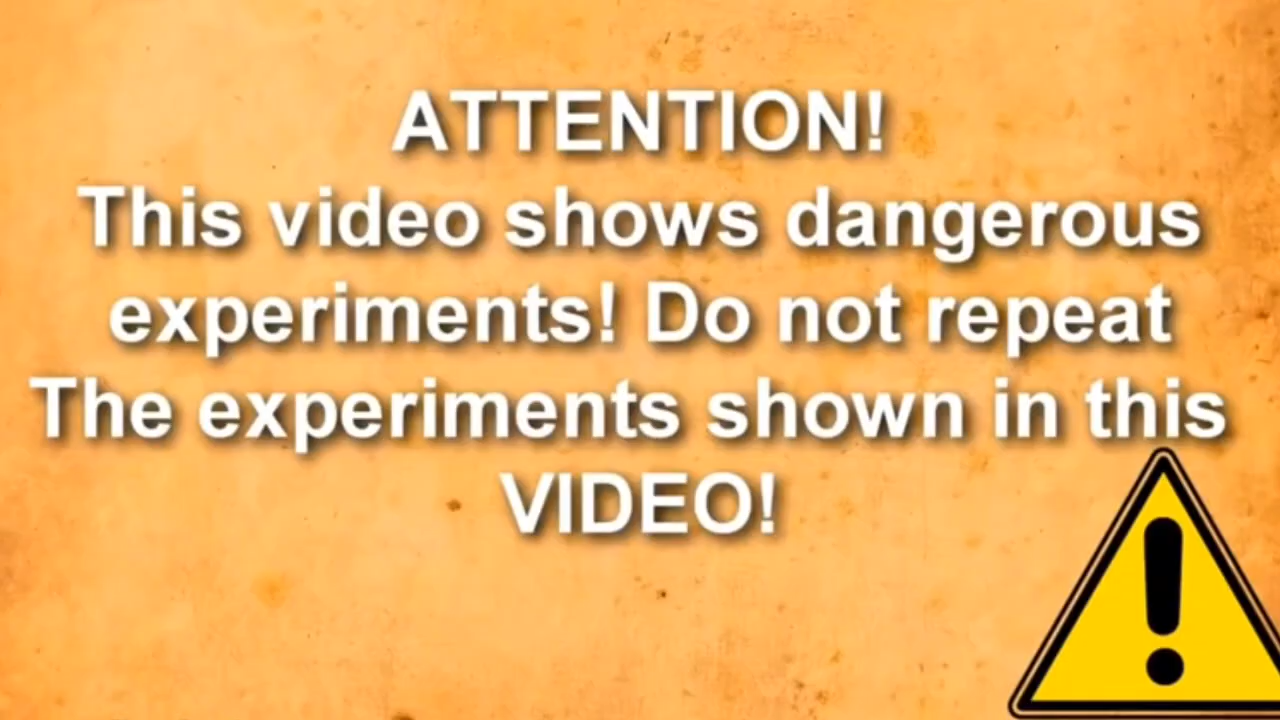 ATTENTION!
This video shows dangerous
experiments! Do not repeat
The experiments shown in this
VIDEO!